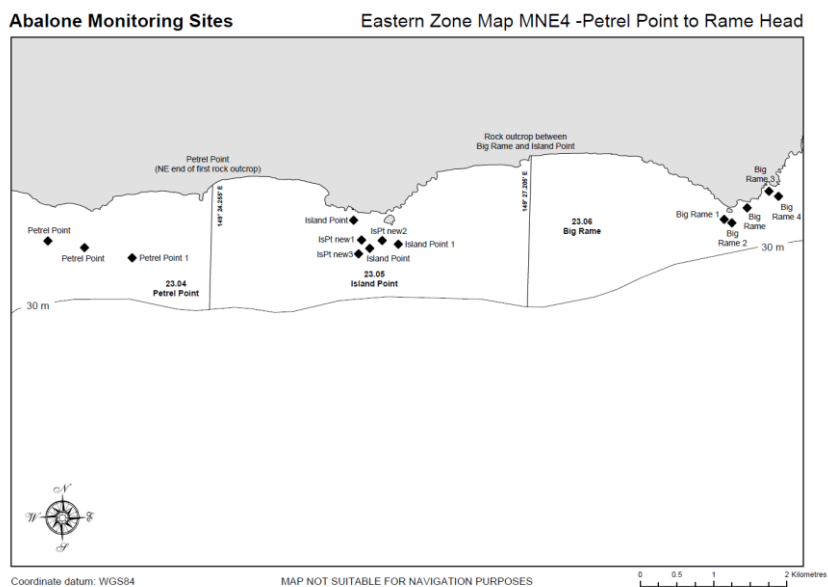 Abalone Monitoring Sites
Eastern Zone Map MNE4 -Petrel Point to Rame Head
Rock outcrop between
Big Rame and Island Point
Petrel Point
(NE end of first rock outcrop)
149° 24.255' E
149° 27.206' E
Big
Rame 3
Big
Rame 4
Big Rame 1
Big
Rame
Big
Rame 2
30 m
23.06
Big Rame
Island Point
IsPt new2
IsPt new1
Island Point 1
IsPt new3
Island Point
23.05
Island Point
Petrel Point
Petrel Point
Petrel Point 1
23.04
Petrel Point
30 m
N
W
E
S
Coordinate datum: WGS84
MAP NOT SUITABLE FOR NAVIGATION PURPOSES
0 0.5 1 2 Kilometres